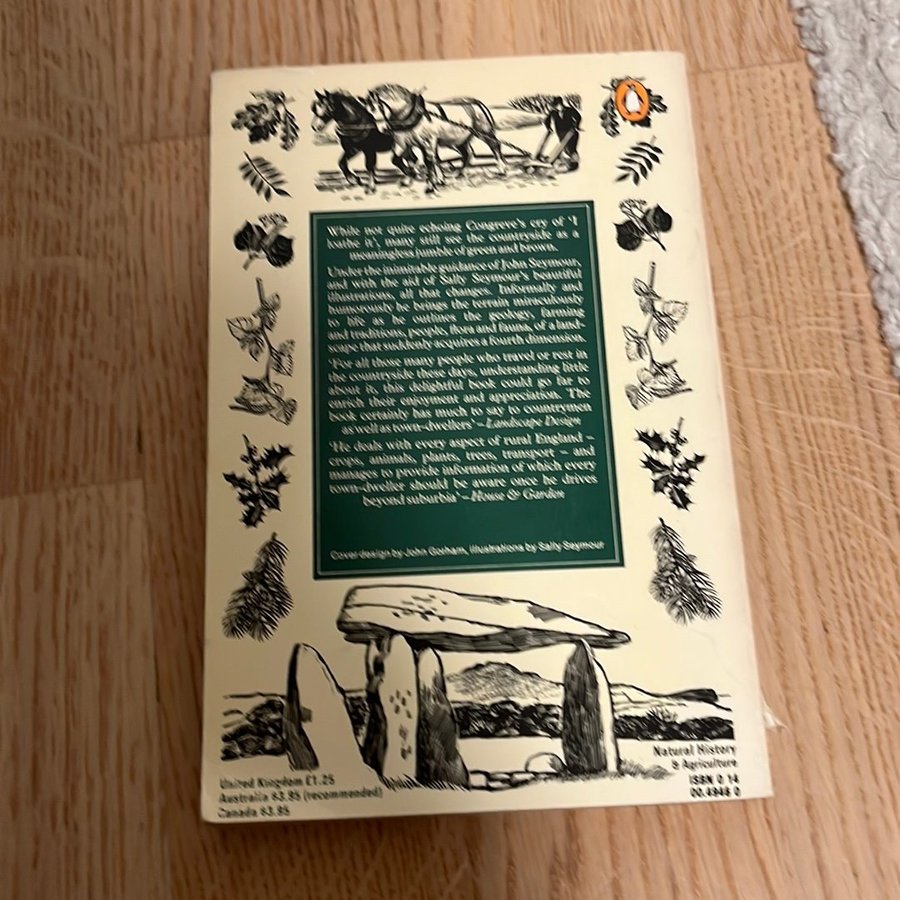 While not quite echoing Congreve's cry of 'I
loathe it', many still see the countryside as a
meaningless jumble of green and brown.
Under the inimitable guidance of John Seymour,
and with the aid of Sally Seymour's beautiful
illustrations, all that changes. Informally and
humorously he brings the terrain miraculously
to life as he outlines the geology, farming
and traditions, people, flora and fauna, of a land-
scape that suddenly acquires a fourth dimension.
'For all those many people who travel or rest in
the countryside these days, understanding little
about it, this delightful book could go far to
enrich their enjoyment and appreciation. The
book certainly has much to say to countrymen
as well as town-dwellers' – Landscape Design
'He deals with every aspect of rural England –
crops, animals, plants, trees, transport – and
manages to provide information of which every
town-dweller should be aware once he drives
beyond suburbia' – House & Garden
Cover design by John Gorham, illustrations by Sally Seymour
United Kingdom £1.25
Australia $3.95 (recommended)
Canada $3.95
Natural History
& Agriculture
ISBN 0 14
00.4948 0